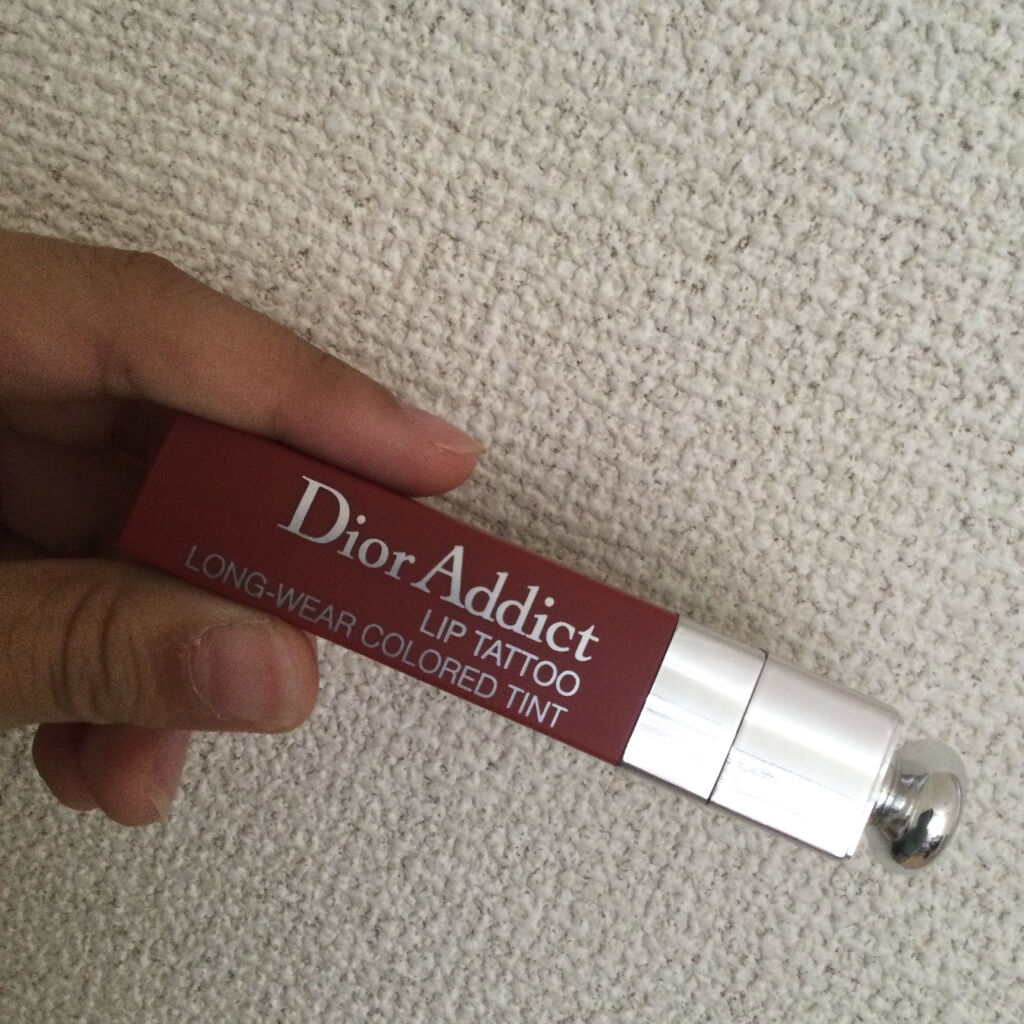 Dior Addict
LIP TATTOO
LONG-WEAR COLORED TINT